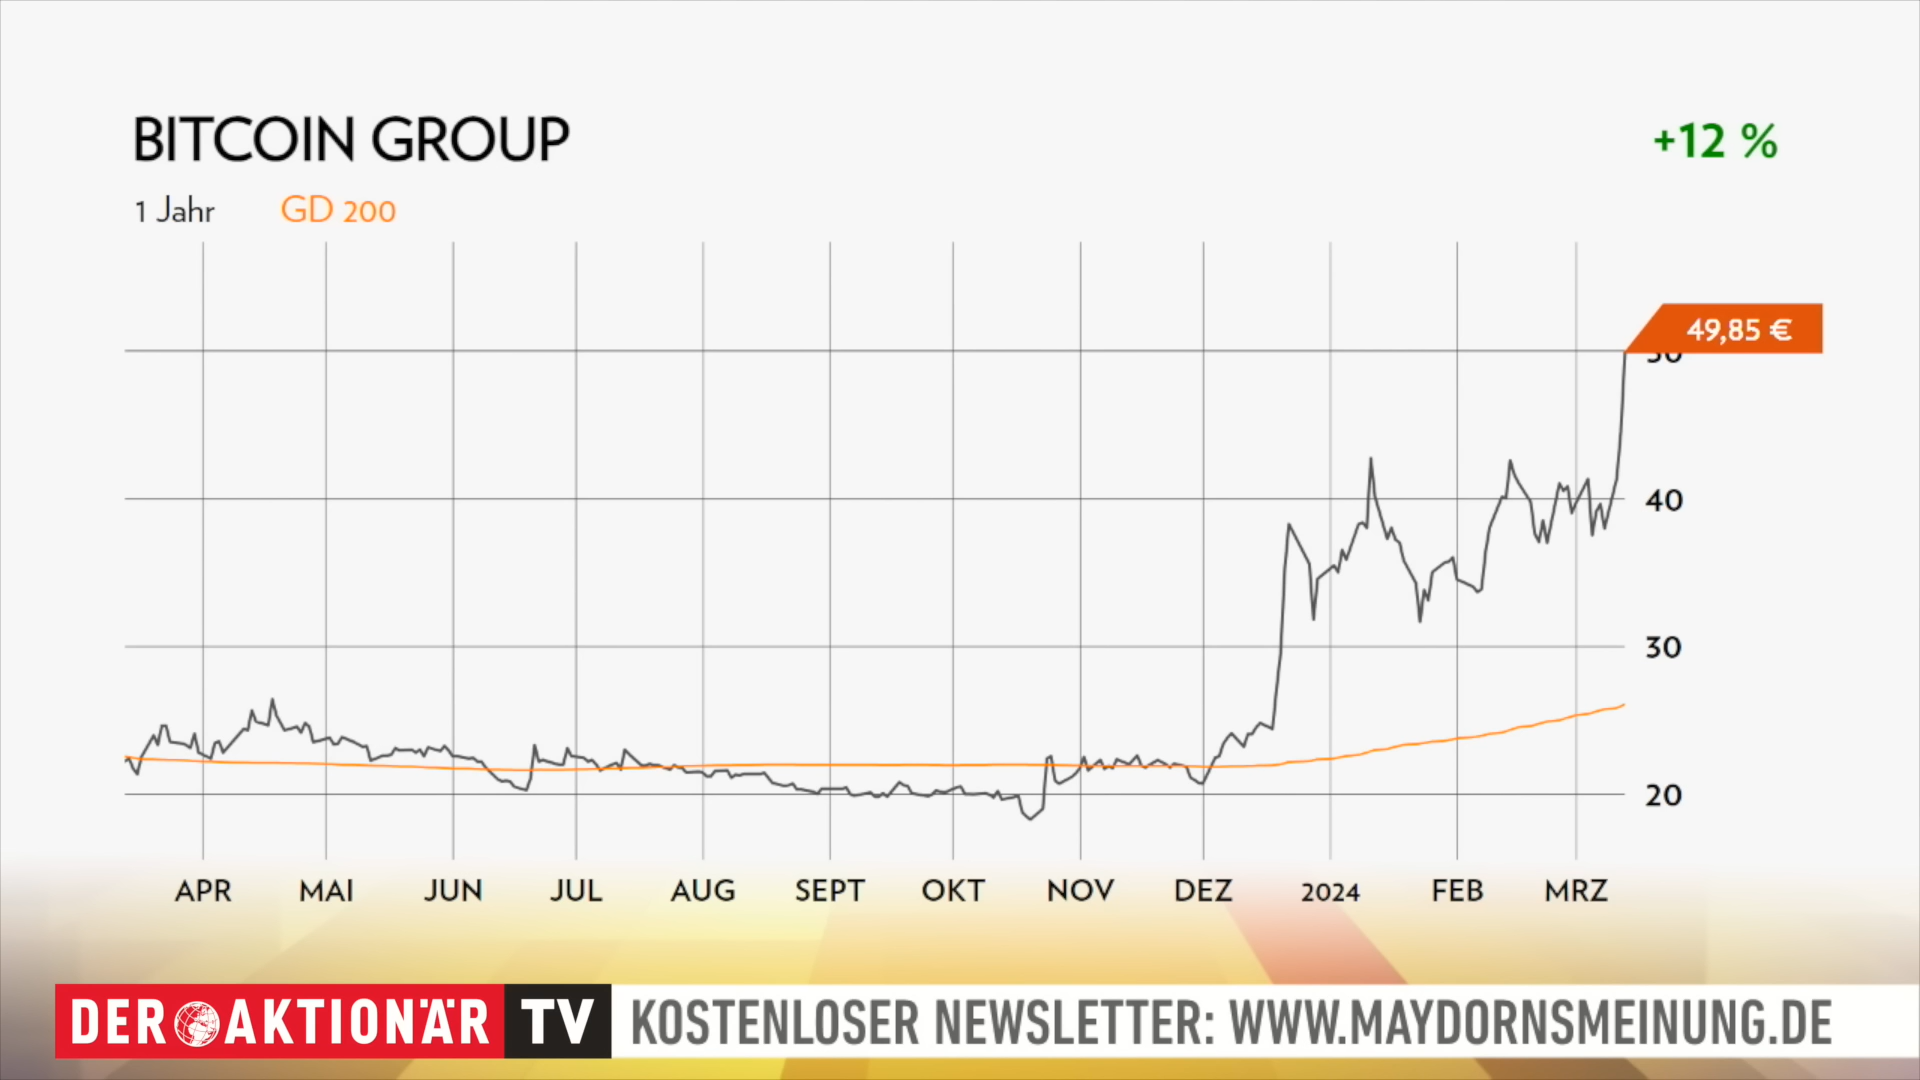 BITCOIN GROUP
+12 %
1 Jahr GD 200
49,85 €
50
40
30
20
APR MAI JUN JUL AUG SEPT OKT NOV DEZ 2024 FEB MRZ
DER AKTIONÄR TV KOSTENLOSER NEWSLETTER: WWW.MAYDORNSMEINUNG.DE